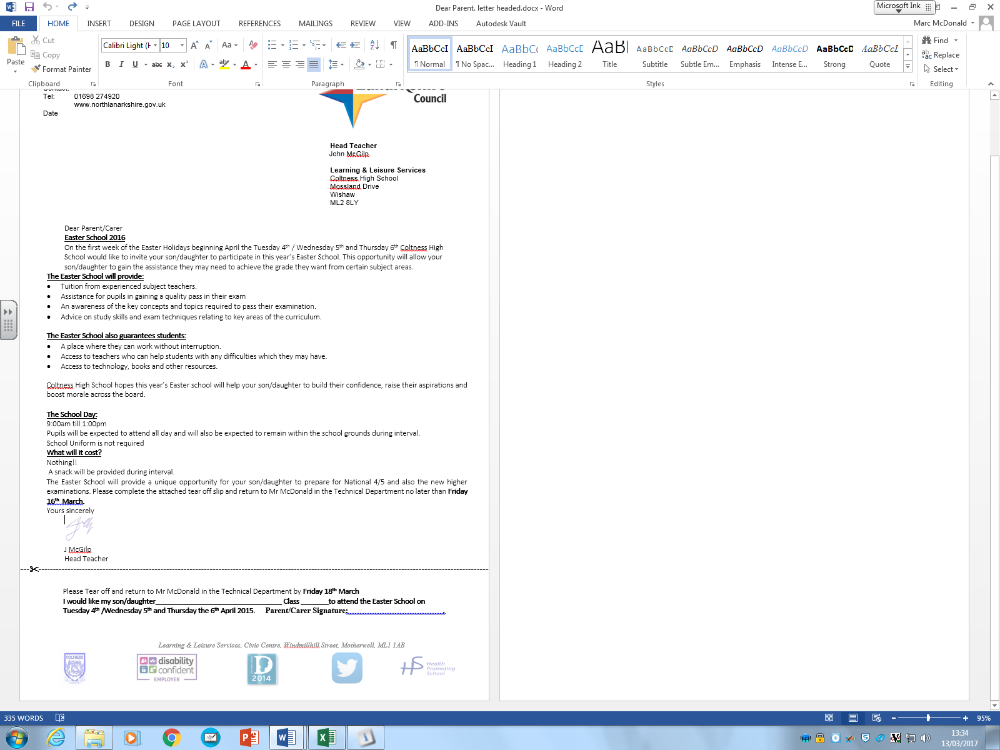 Dear Parent. letter headed.docx - Word
Microsoft Ink
FILE HOME INSERT DESIGN PAGE LAYOUT REFERENCES MAILINGS REVIEW VIEW ADD-INS Autodesk Vault
Marc McDonald
Paste
Cut
Copy
Format Painter
Clipboard
Calibri Light (H 10
Font
Paragraph
AaBbCcI AaBbCcI AaBbCc AaBbCcD AaBl AaBbCcD AaBbCcD AaBbCcD AaBbCcD AaBbCcD AaBbCcL
¶ Normal ¶ No Spac... Heading 1 Heading 2 Title Subtitle Subtle Em... Emphasis Intense E... Strong Quote
Styles
Find
Replace
Select
Editing
Tel: 01698 274920
www.northlanarkshire.gov.uk
Date
Council
Head Teacher
John McGilp
Learning & Leisure Services
Coltness High School
Mossland Drive
Wishaw
ML2 8LY
Dear Parent/Carer
Easter School 2016
On the first week of the Easter Holidays beginning April the Tuesday 4th / Wednesday 5th and Thursday 6th Coltness High
School would like to invite your son/daughter to participate in this year's Easter School. This opportunity will allow your
son/daughter to gain the assistance they may need to achieve the grade they want from certain subject areas.
The Easter School will provide:
• Tuition from experienced subject teachers.
• Assistance for pupils in gaining a quality pass in their exam
• An awareness of the key concepts and topics required to pass their examination.
• Advice on study skills and exam techniques relating to key areas of the curriculum.
The Easter School also guarantees students:
• A place where they can work without interruption.
• Access to teachers who can help students with any difficulties which they may have.
• Access to technology, books and other resources.
Coltness High School hopes this year's Easter school will help your son/daughter to build their confidence, raise their aspirations and
boost morale across the board.
The School Day:
9:00am till 1:00pm
Pupils will be expected to attend all day and will also be expected to remain within the school grounds during interval.
School Uniform is not required
What will it cost?
Nothing!!
A snack will be provided during interval.
The Easter School will provide a unique opportunity for your son/daughter to prepare for National 4/5 and also the new higher
examinations. Please complete the attached tear off slip and return to Mr McDonald in the Technical Department no later than Friday
16th March.
Yours sincerely
J McGilp
Head Teacher
Please Tear off and return to Mr McDonald in the Technical Department by Friday 18th March
I would like my son/daughter________________ Class _______to attend the Easter School on
Tuesday 4th /Wednesday 5th and Thursday the 6th April 2015. Parent/Carer Signature:
Learning & Leisure Services, Civic Centre, Windmillhill Street, Motherwell, ML1 1AB
COLTNESS
disability
confident
EMPLOYER
D
2014
HPS Health
Promoting
School
335 WORDS
95%
13:34
13/03/2017